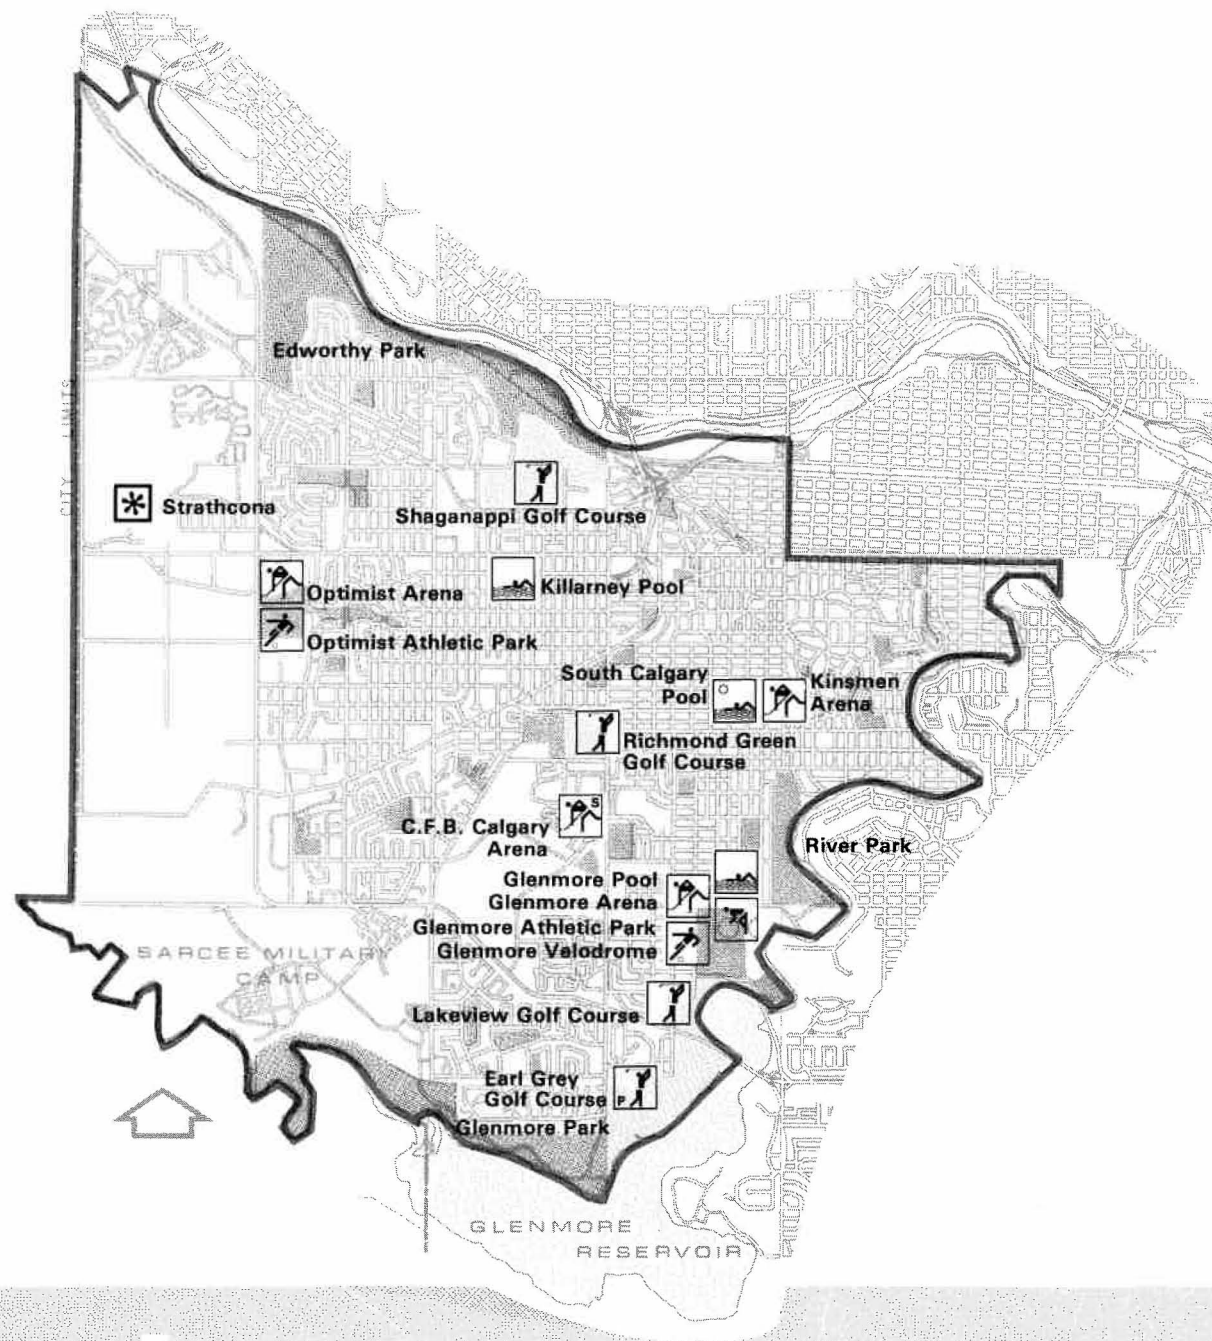 Edworthy Park
CITY LIMITS
Strathcona
Shaganappi Golf Course
Optimist Arena
Killarney Pool
Optimist Athletic Park
South Calgary
Pool
Kinsmen
Arena
Richmond Green
Golf Course
S
C.F.B. Calgary
Arena
River Park
Glenmore Pool
Glenmore Arena
Glenmore Athletic Park
Glenmore Velodrome
SARCEE MILITARY
CAMP
Lakeview Golf Course
Earl Grey
Golf Course
P
Glenmore Park
GLENMORE
RESERVOIR